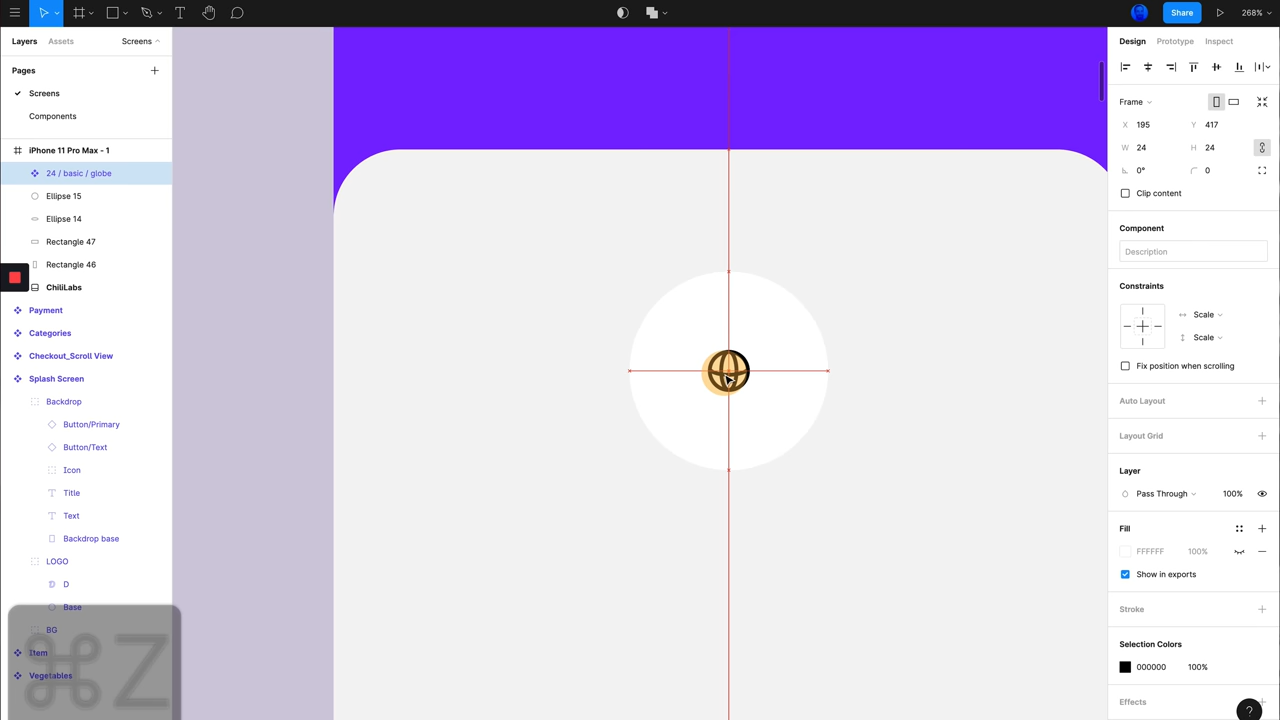 Share
268%
Layers
Assets
Screens
Design
Prototype
Inspect
Pages
Screens
Components
Frame
X 195
Y 417
W 24
H 24
0°
0
Clip content
iPhone 11 Pro Max - 1
24 / basic / globe
Ellipse 15
Ellipse 14
Rectangle 47
Rectangle 46
ChiliLabs
Payment
Categories
Checkout_Scroll View
Splash Screen
Backdrop
Button/Primary
Button/Text
Icon
Title
Text
Backdrop base
LOGO
D
Base
BG
Item
Vegetables
⌘Z
Component
Description
Constraints
Scale
Scale
Fix position when scrolling
Auto Layout
Layout Grid
Layer
Pass Through
100%
Fill
FFFFFF
100%
Show in exports
Stroke
Selection Colors
000000
100%
Effects
?